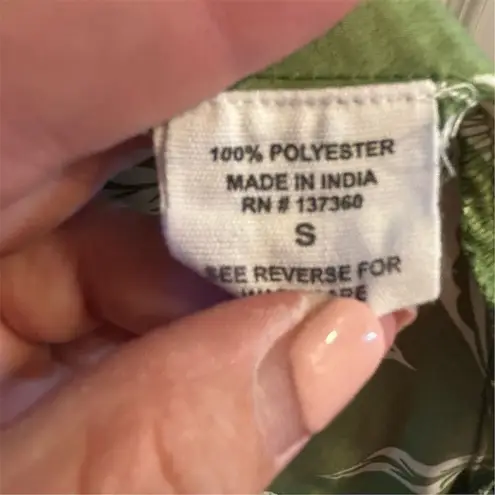 100% POLYESTER
MADE IN INDIA
RN # 137360
S
SEE REVERSE FOR